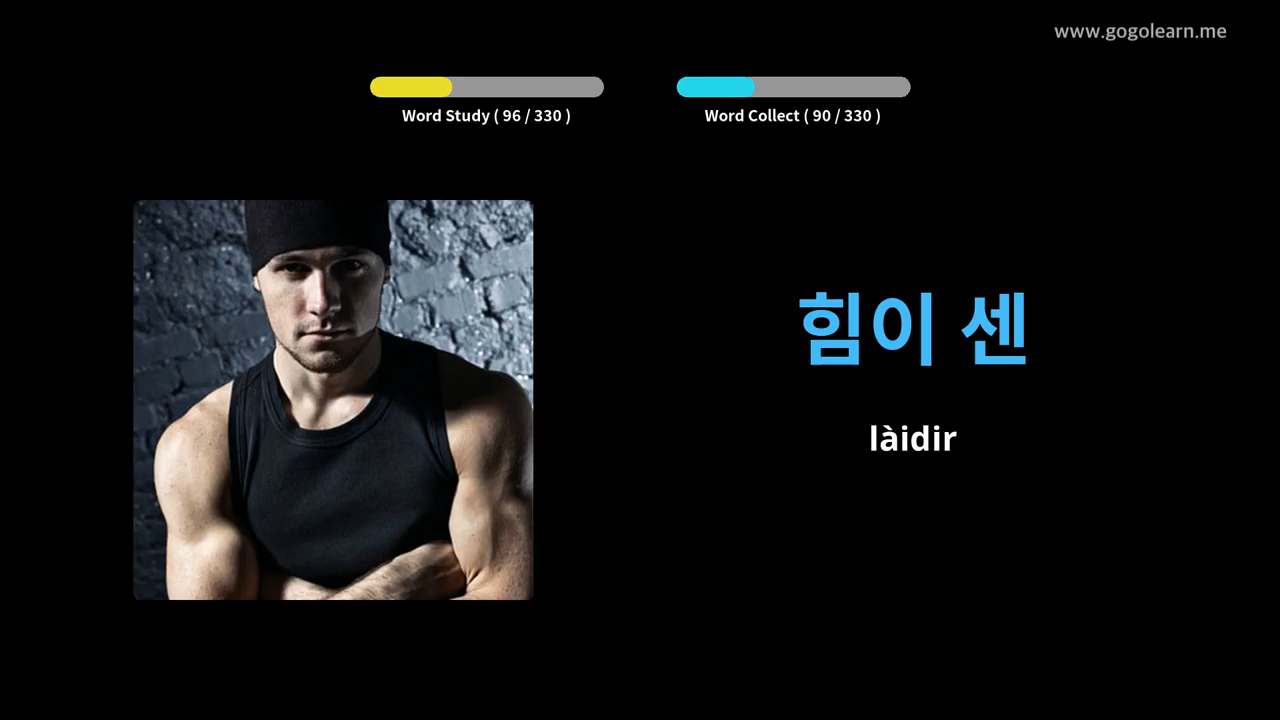 www.gogolearn.me
Word Study ( 96 / 330 )
Word Collect ( 90 / 330 )
힘이 센
làidir